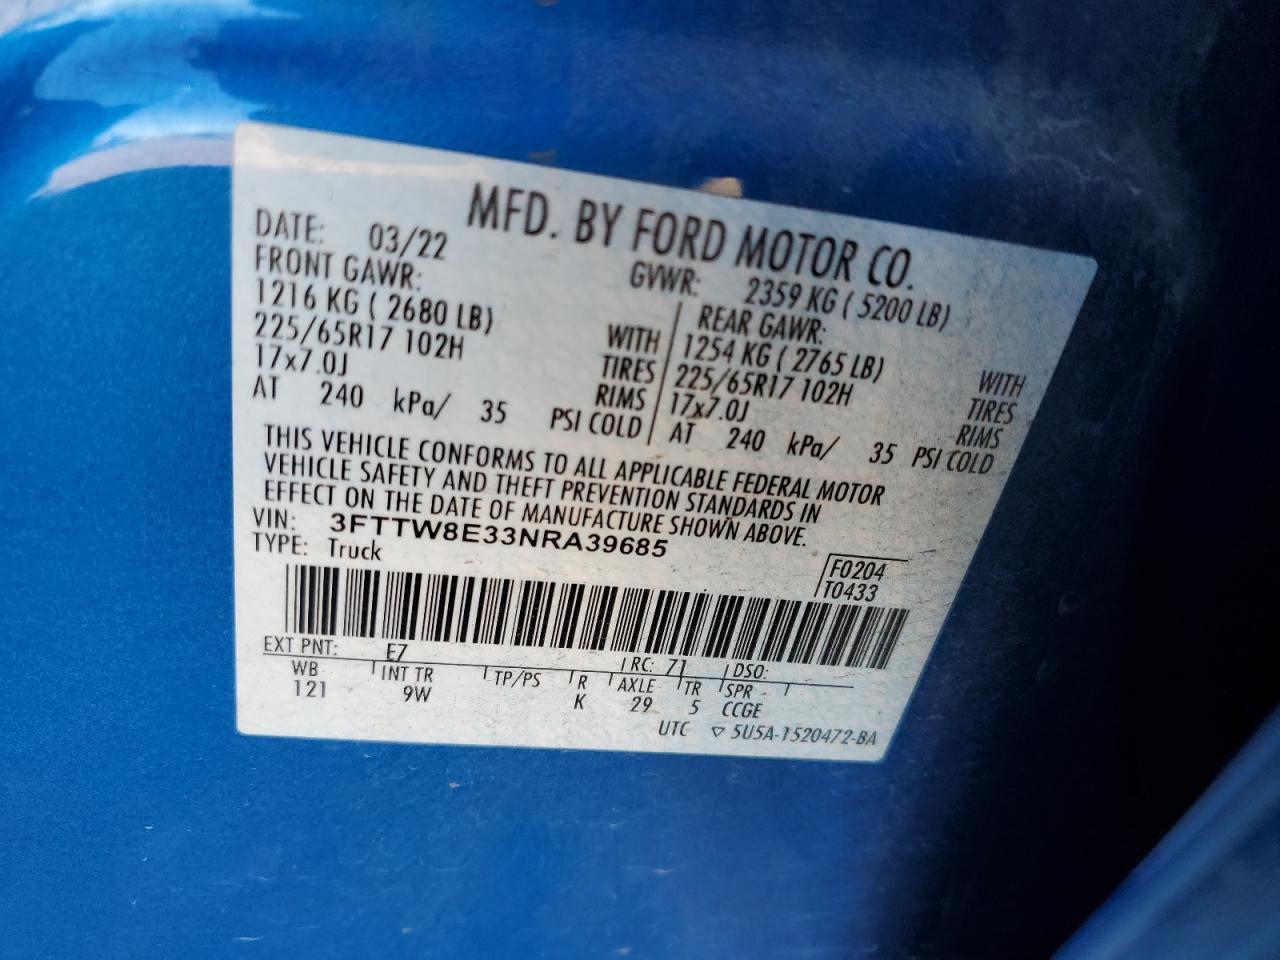 MFD. BY FORD MOTOR CO.
DATE: 03/22 GVWR: 2359 KG ( 5200 LB)
FRONT GAWR: REAR GAWR:
1216 KG ( 2680 LB) WITH 1254 KG ( 2765 LB) WITH
225/65R17 102H TIRES 225/65R17 102H TIRES
17x7.0J RIMS 17x7.0J RIMS
AT 240 kPa/ 35 PSI COLD AT 240 kPa/ 35 PSI COLD
THIS VEHICLE CONFORMS TO ALL APPLICABLE FEDERAL MOTOR
VEHICLE SAFETY AND THEFT PREVENTION STANDARDS IN
EFFECT ON THE DATE OF MANUFACTURE SHOWN ABOVE.
VIN: 3FTTW8E33NRA39685
TYPE: Truck
F0204
T0433
EXT PNT: E7 RC: 71 DSO:
WB INT TR TP/PS R AXLE TR SPR
121 9W K 29 5 CCGE
UTC ▽ 5U5A-1520472-BA